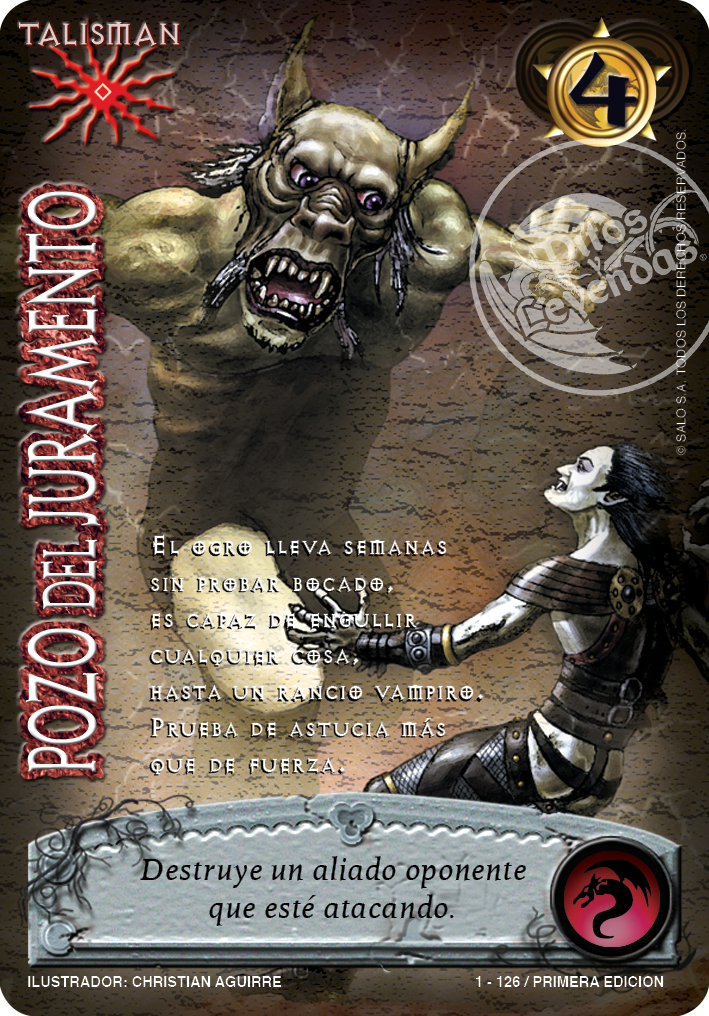 TALISMAN
4
POZO DEL JURAMENTO
Mitos
y
Leyendas
®
© SALO S.A. TODOS LOS DERECHOS RESERVADOS.
El ogro lleva semanas
sin probar bocado,
es capaz de engullir
cualquier cosa,
hasta un rancio vampiro.
Prueba de astucia más
que de fuerza.
Destruye un aliado oponente
que esté atacando.
ILUSTRADOR: CHRISTIAN AGUIRRE
1 - 126 / PRIMERA EDICION